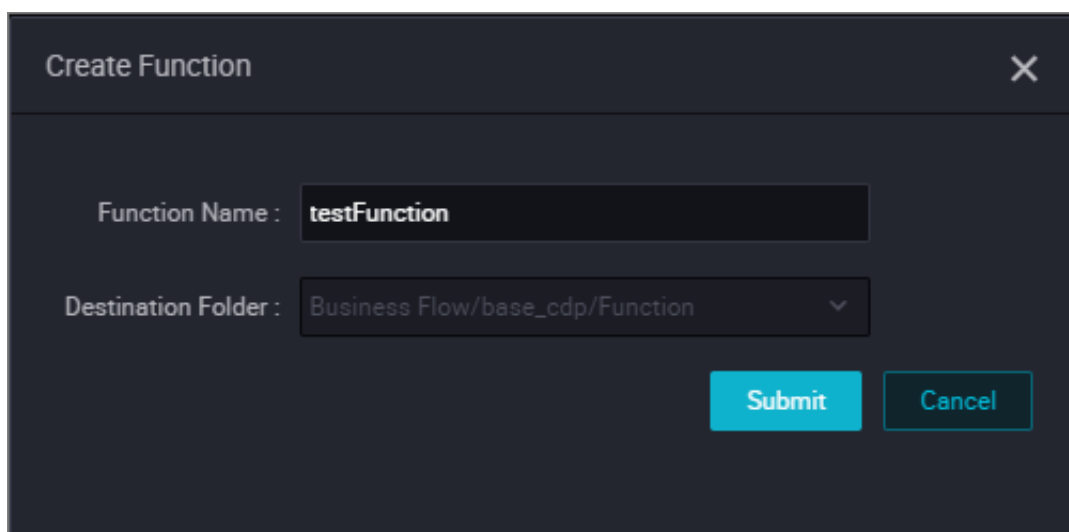 Create Function
Function Name : testFunction
Destination Folder : Business Flow/base_cdp/Function
Submit Cancel